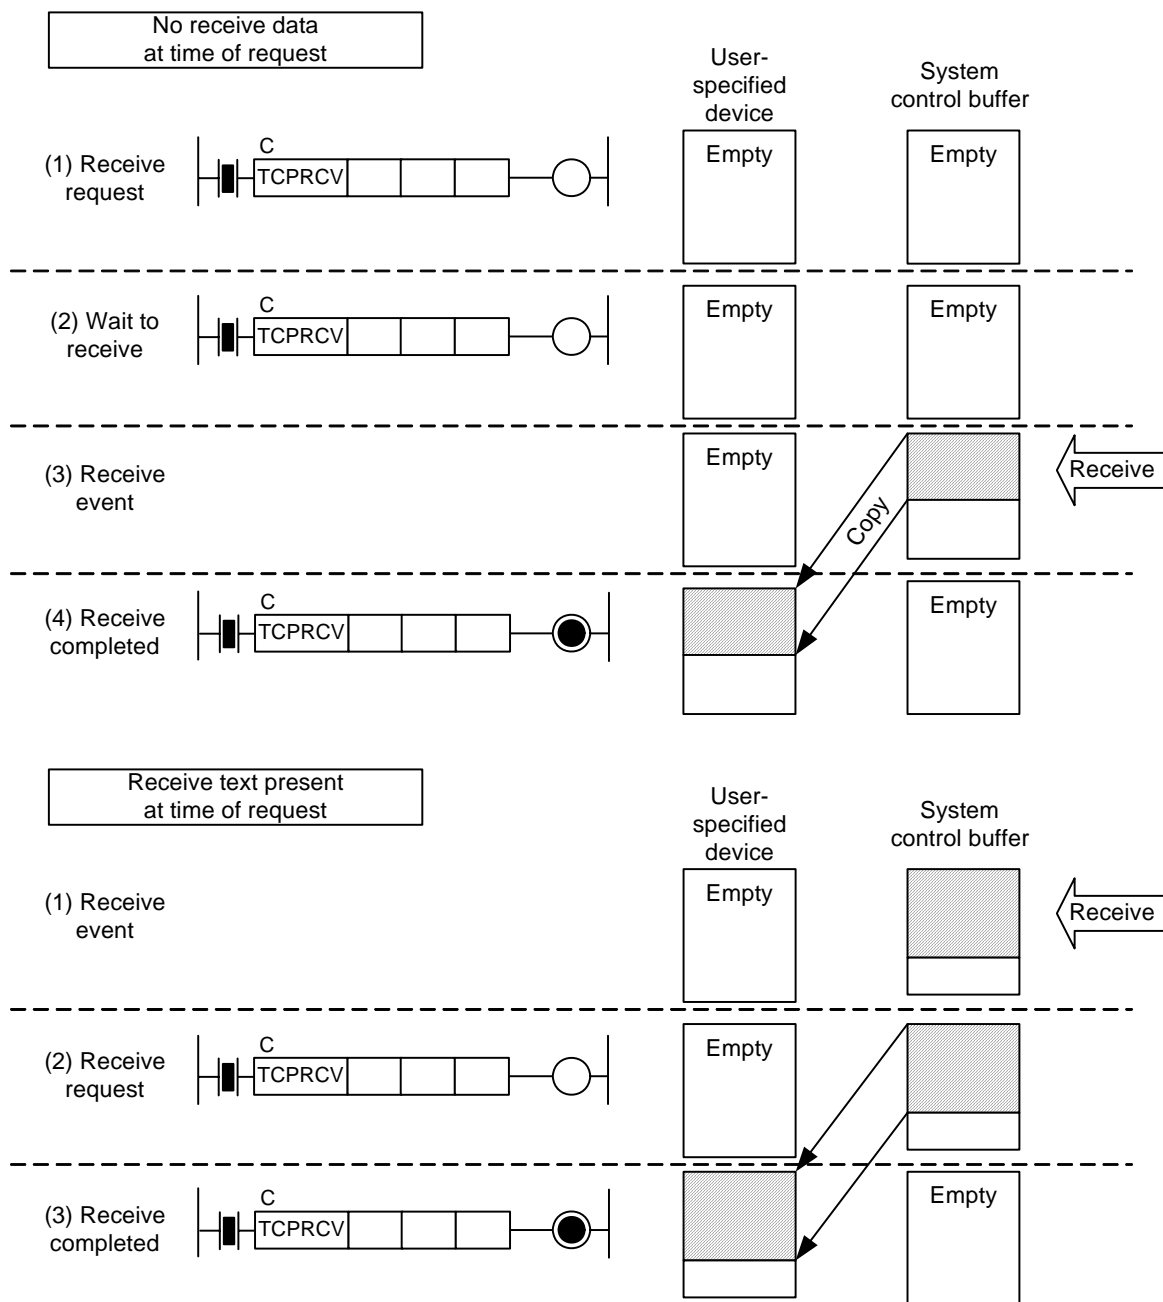 No receive data
at time of request
User-
specified
device
System
control buffer
(1) Receive
request
C
TCPRCV
Empty
Empty
(2) Wait to
receive
C
TCPRCV
Empty
Empty
(3) Receive
event
Empty
Copy
Receive
(4) Receive
completed
C
TCPRCV
Empty
Receive text present
at time of request
User-
specified
device
System
control buffer
(1) Receive
event
Empty
Receive
(2) Receive
request
C
TCPRCV
Empty
(3) Receive
completed
C
TCPRCV
Empty